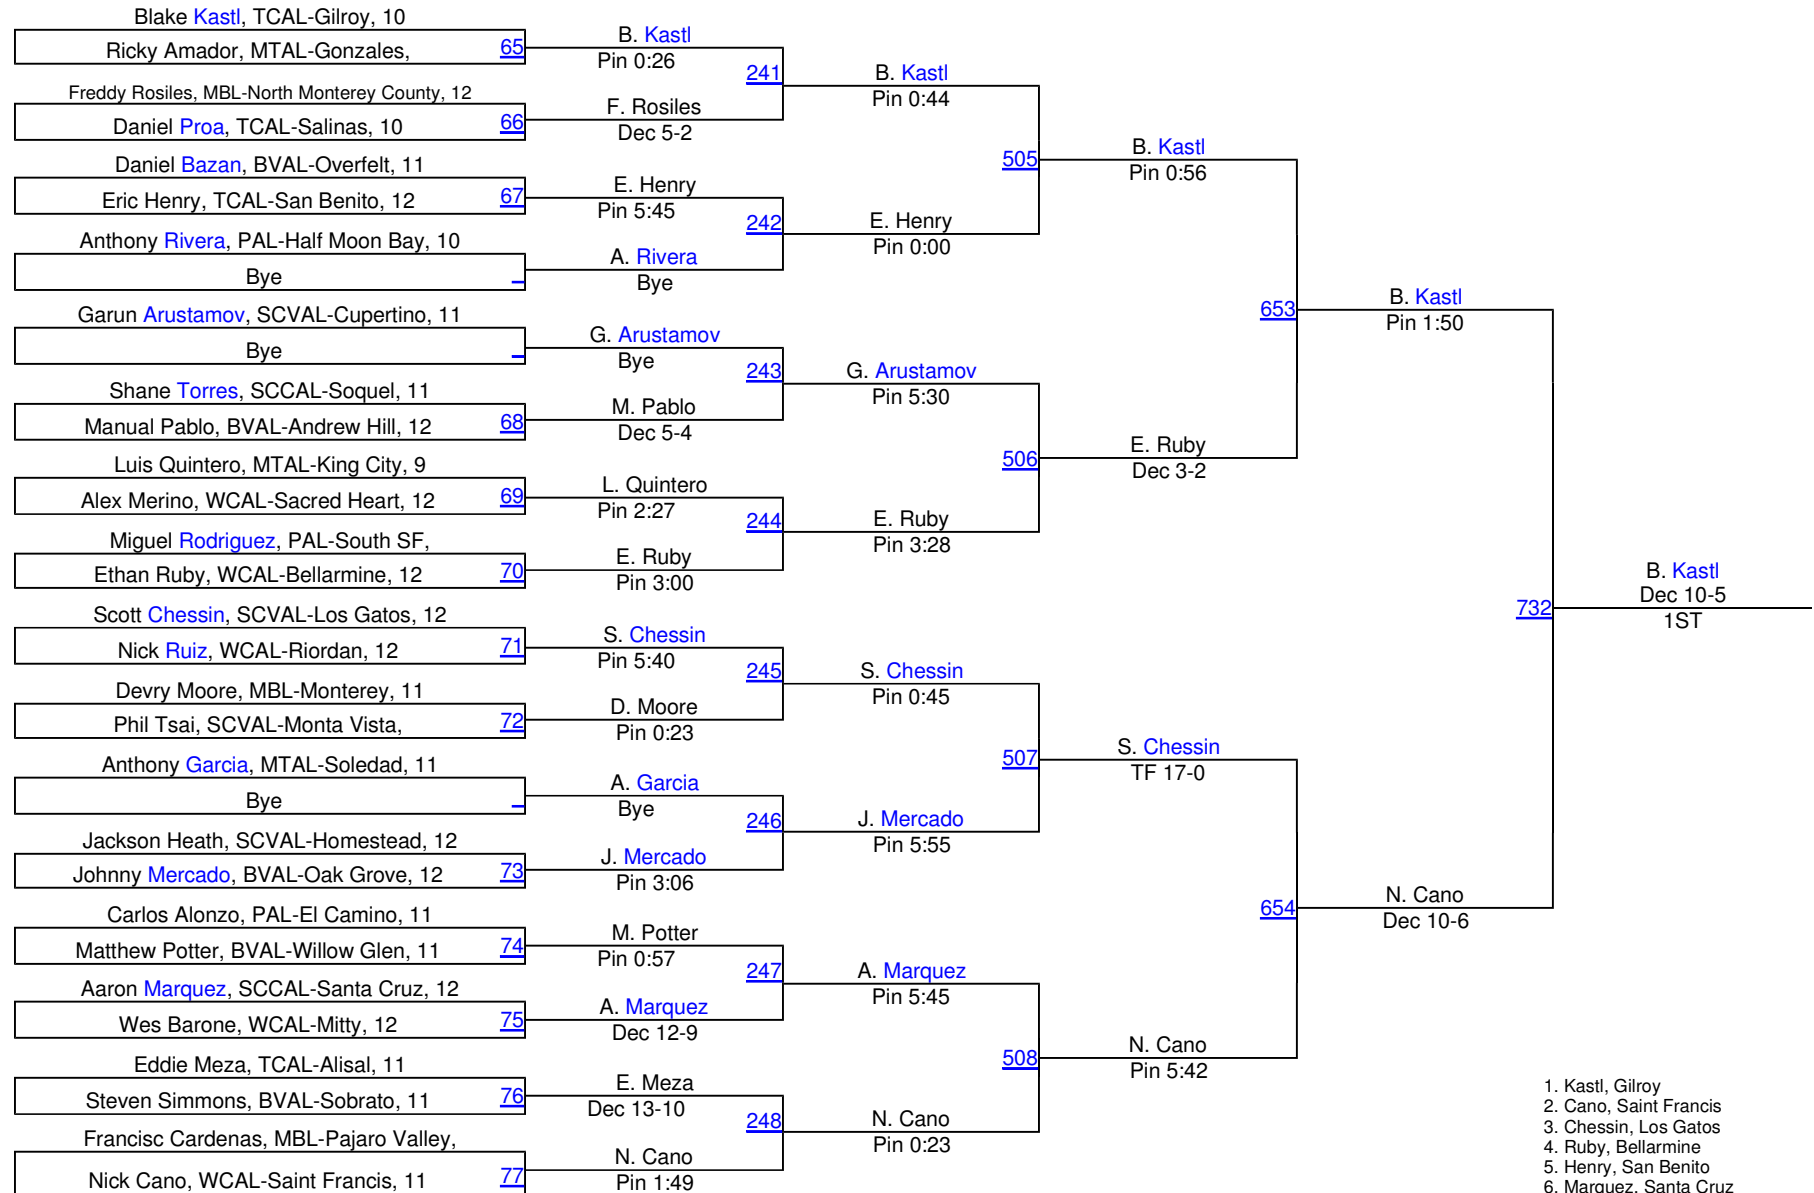 Blake Kastl, TCAL-Gilroy, 10
Ricky Amador, MTAL-Gonzales,
65
Freddy Rosiles, MBL-North Monterey County, 12
Daniel Proa, TCAL-Salinas, 10
66
Daniel Bazan, BVAL-Overfelt, 11
Eric Henry, TCAL-San Benito, 12
67
Anthony Rivera, PAL-Half Moon Bay, 10
Bye
Garun Arustamov, SCVAL-Cupertino, 11
Bye
Shane Torres, SCCAL-Soquel, 11
Manual Pablo, BVAL-Andrew Hill, 12
68
Luis Quintero, MTAL-King City, 9
Alex Merino, WCAL-Sacred Heart, 12
69
Miguel Rodriguez, PAL-South SF,
Ethan Ruby, WCAL-Bellarmine, 12
70
Scott Chessin, SCVAL-Los Gatos, 12
Nick Ruiz, WCAL-Riordan, 12
71
Devry Moore, MBL-Monterey, 11
Phil Tsai, SCVAL-Monta Vista,
72
Anthony Garcia, MTAL-Soledad, 11
Bye
Jackson Heath, SCVAL-Homestead, 12
Johnny Mercado, BVAL-Oak Grove, 12
73
Carlos Alonzo, PAL-El Camino, 11
Matthew Potter, BVAL-Willow Glen, 11
74
Aaron Marquez, SCCAL-Santa Cruz, 12
Wes Barone, WCAL-Mitty, 12
75
Eddie Meza, TCAL-Alisal, 11
Steven Simmons, BVAL-Sobrato, 11
76
Francisc Cardenas, MBL-Pajaro Valley,
Nick Cano, WCAL-Saint Francis, 11
77
B. Kastl
Pin 0:26
241
F. Rosiles
Dec 5-2
E. Henry
Pin 5:45
242
A. Rivera
Bye
G. Arustamov
Bye
243
M. Pablo
Dec 5-4
L. Quintero
Pin 2:27
244
E. Ruby
Pin 3:00
S. Chessin
Pin 5:40
245
D. Moore
Pin 0:23
A. Garcia
Bye
246
J. Mercado
Pin 3:06
M. Potter
Pin 0:57
247
A. Marquez
Dec 12-9
E. Meza
Dec 13-10
248
N. Cano
Pin 1:49
B. Kastl
Pin 0:44
505
E. Henry
Pin 0:00
G. Arustamov
Pin 5:30
506
E. Ruby
Pin 3:28
S. Chessin
Pin 0:45
507
J. Mercado
Pin 5:55
A. Marquez
Pin 5:45
508
N. Cano
Pin 0:23
B. Kastl
Pin 0:56
653
E. Ruby
Dec 3-2
S. Chessin
TF 17-0
654
N. Cano
Pin 5:42
B. Kastl
Pin 1:50
732
N. Cano
Dec 10-6
B. Kastl
Dec 10-5
1ST
1. Kastl, Gilroy
2. Cano, Saint Francis
3. Chessin, Los Gatos
4. Ruby, Bellarmine
5. Henry, San Benito
6. Marquez, Santa Cruz